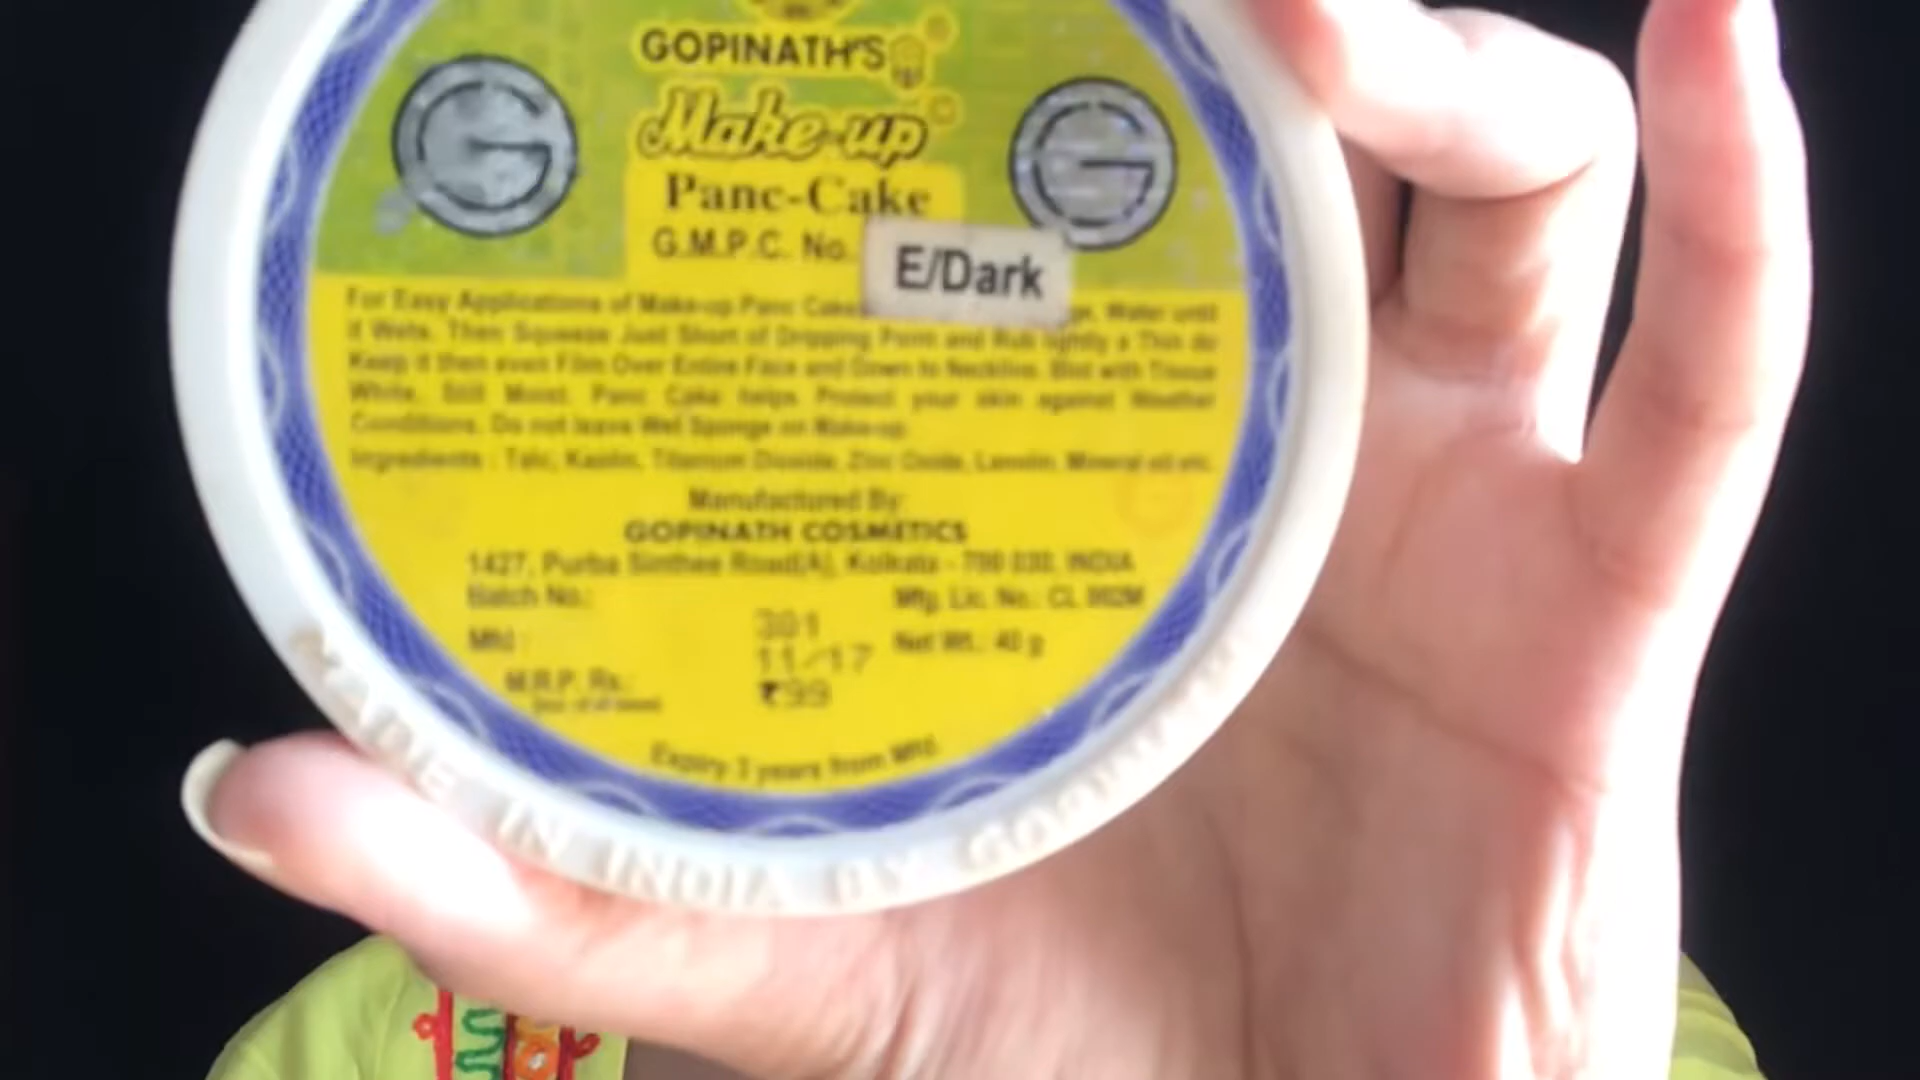 GOPINATH'S
Make-up
Panc-Cake
G.M.P.C. No.
E/Dark
For Easy Applications of Make-up Panc Cake ge, Water until
it Wets. Then Squeeze Just Short of Dripping Point and Rub lightly a Thin do
Keep it then even Film Over Entire Face and Down to Neckline. Blot with Tissue
White. Still Moist. Panc Cake helps Protect your skin against Weather
Conditions. Do not leave Wet Sponge on Make-up.
Ingredients : Talc, Kaolin, Titanium Dioxide, Zinc Oxide, Lanolin, Mineral oil etc.
Manufactured By:
GOPINATH COSMETICS
1427, Purba Sinthee Road(A), Kolkata - 700 030, INDIA
Batch No.: 301 Mfg. Lic. No.: CL
Mfd : 11/17 Net Wt.: 40 g
M.R.P. Rs.: ₹99
Expiry 3 years from Mfd.
MADE IN INDIA BY GOPINATH